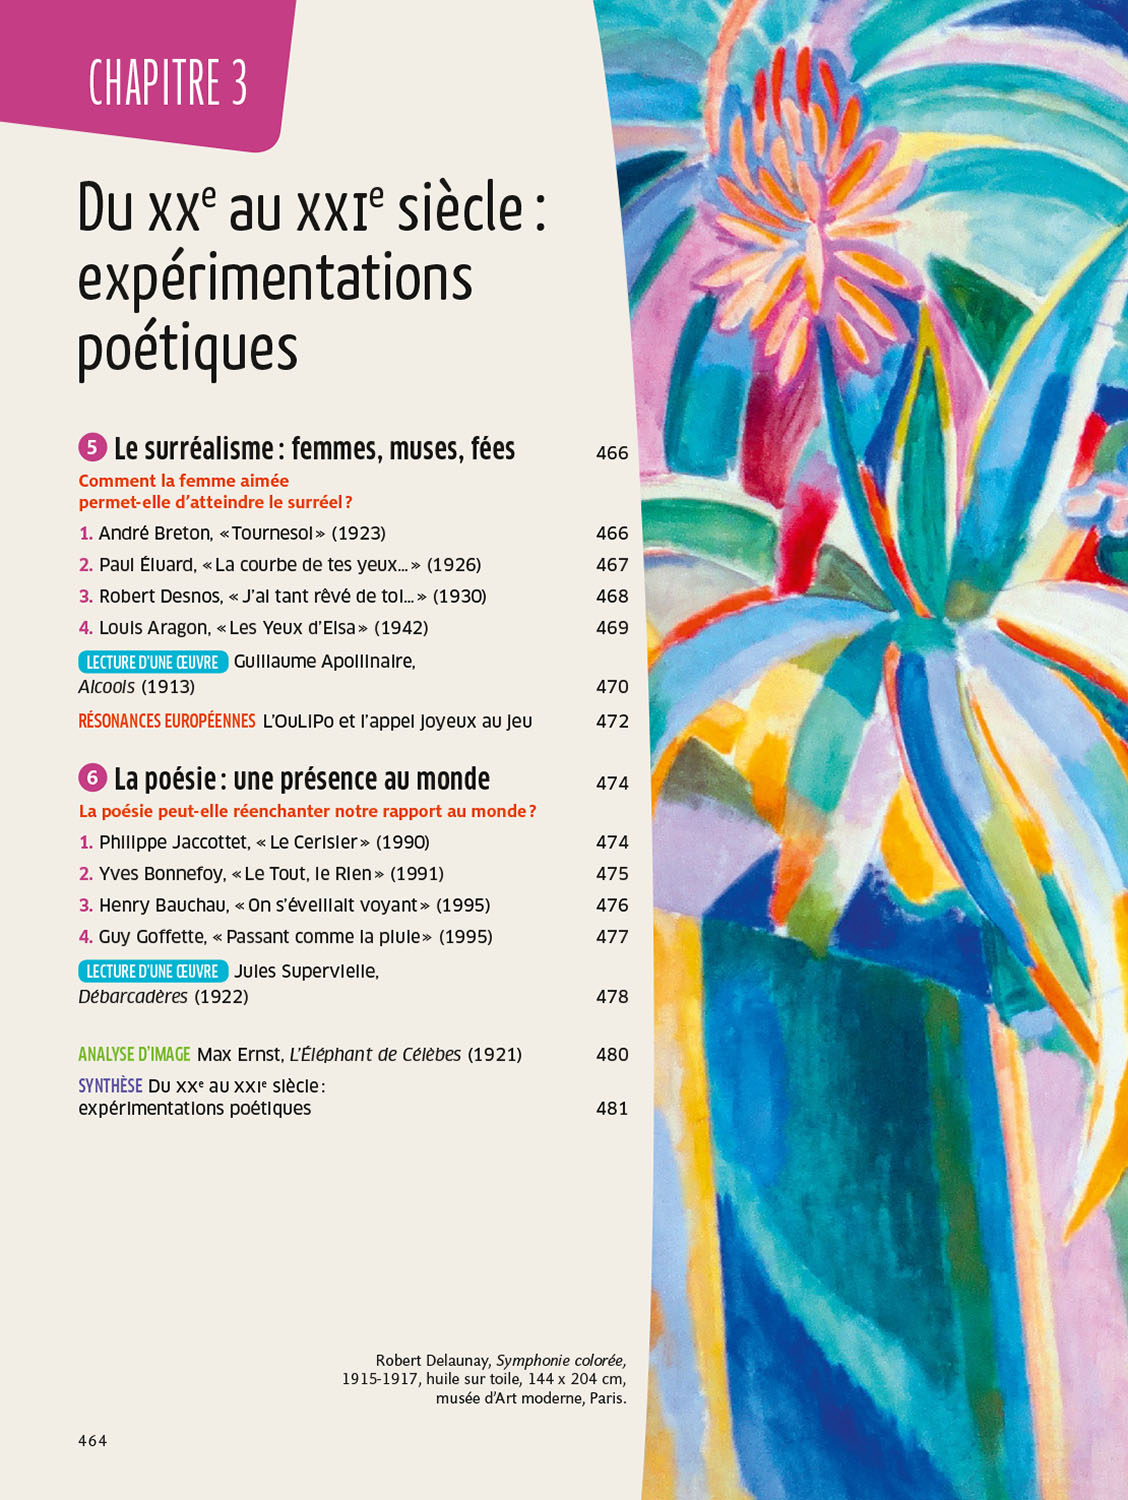 CHAPITRE 3
Du XXe au XXIe siècle :
expérimentations
poétiques
5 Le surréalisme : femmes, muses, fées 466
Comment la femme aimée
permet-elle d’atteindre le surréel ?
1. André Breton, « Tournesol » (1923) 466
2. Paul Éluard, « La courbe de tes yeux... » (1926) 467
3. Robert Desnos, « J’ai tant rêvé de toi... » (1930) 468
4. Louis Aragon, « Les Yeux d’Elsa » (1942) 469
LECTURE D’UNE ŒUVRE Guillaume Apollinaire,
Alcools (1913) 470
RÉSONANCES EUROPÉENNES L’OuLiPo et l’appel joyeux au jeu 472
6 La poésie : une présence au monde 474
La poésie peut-elle réenchanter notre rapport au monde ?
1. Philippe Jaccottet, « Le Cerisier » (1990) 474
2. Yves Bonnefoy, « Le Tout, le Rien » (1991) 475
3. Henry Bauchau, « On s’éveillait voyant » (1995) 476
4. Guy Goffette, « Passant comme la pluie » (1995) 477
LECTURE D’UNE ŒUVRE Jules Supervielle,
Débarcadères (1922) 478
ANALYSE D’IMAGE Max Ernst, L’Éléphant de Célèbes (1921) 480
SYNTHÈSE Du XXe au XXIe siècle :
expérimentations poétiques 481
Robert Delaunay, Symphonie colorée,
1915-1917, huile sur toile, 144 x 204 cm,
musée d’Art moderne, Paris.
464